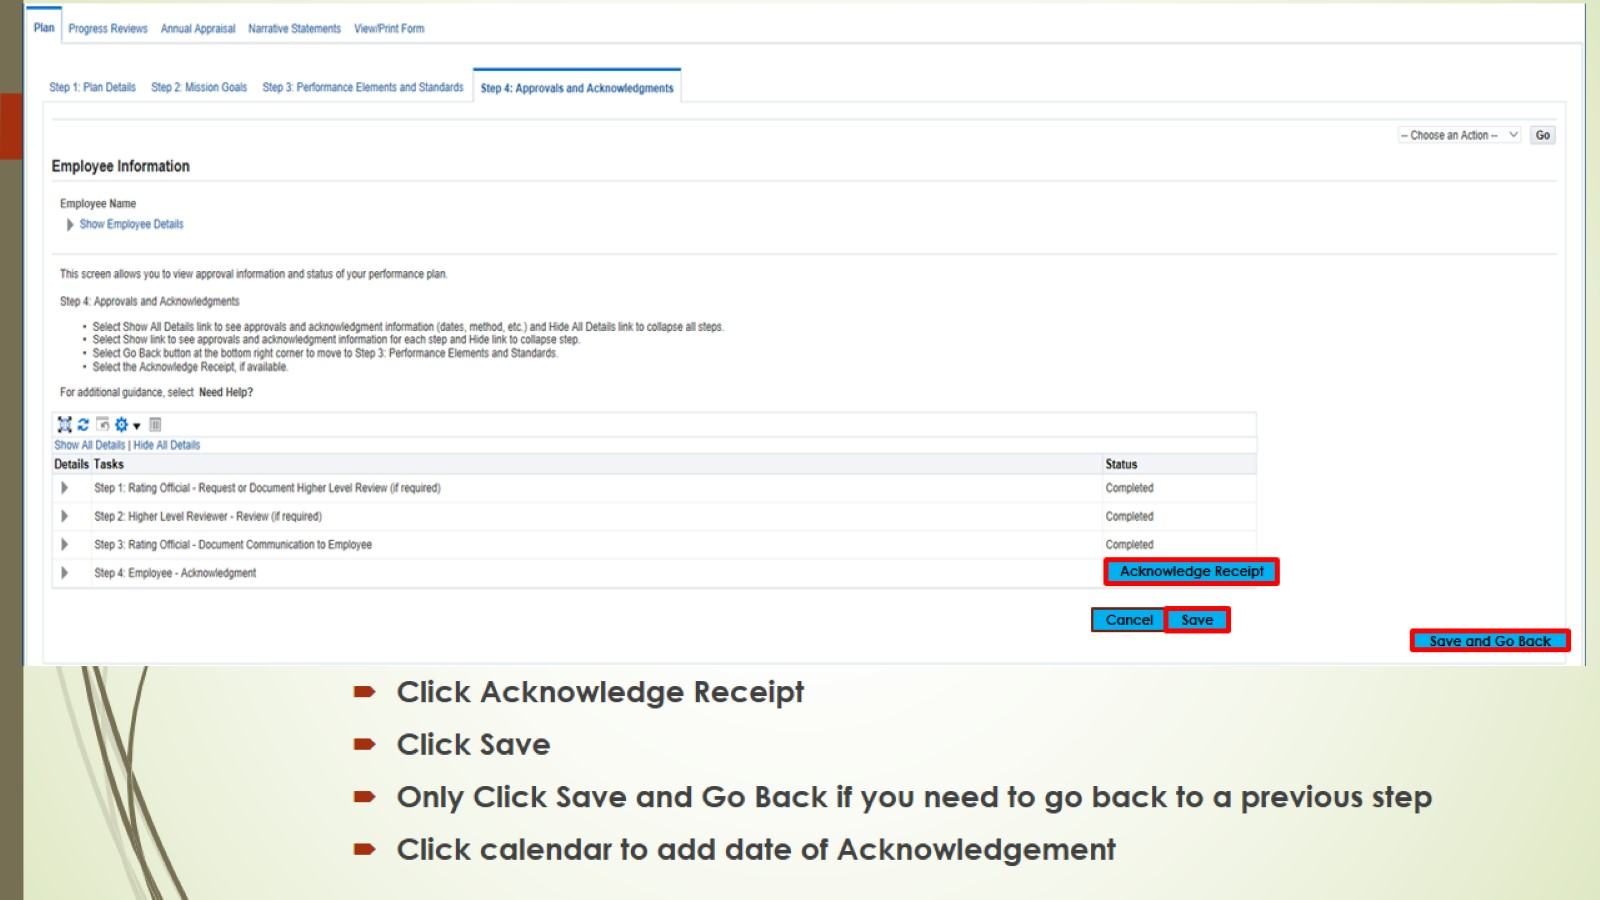 Plan Progress Reviews Annual Appraisal Narrative Statements View/Print Form
Step 1: Plan Details Step 2: Mission Goals Step 3: Performance Elements and Standards Step 4: Approvals and Acknowledgments
-- Choose an Action -- Go
Employee Information
Employee Name
Show Employee Details
This screen allows you to view approval information and status of your performance plan.
Step 4: Approvals and Acknowledgments
• Select Show All Details link to see approvals and acknowledgment information (dates, method, etc.) and Hide All Details link to collapse all steps.
• Select Show link to see approvals and acknowledgment information for each step and Hide link to collapse step.
• Select Go Back button at the bottom right corner to move to Step 3: Performance Elements and Standards.
• Select the Acknowledge Receipt, if available.
For additional guidance, select Need Help?
Show All Details | Hide All Details
Details Tasks Status
Step 1: Rating Official - Request or Document Higher Level Review (if required) Completed
Step 2: Higher Level Reviewer - Review (if required) Completed
Step 3: Rating Official - Document Communication to Employee Completed
Step 4: Employee - Acknowledgment Acknowledge Receipt
Cancel Save
Save and Go Back
Click Acknowledge Receipt
Click Save
Only Click Save and Go Back if you need to go back to a previous step
Click calendar to add date of Acknowledgement